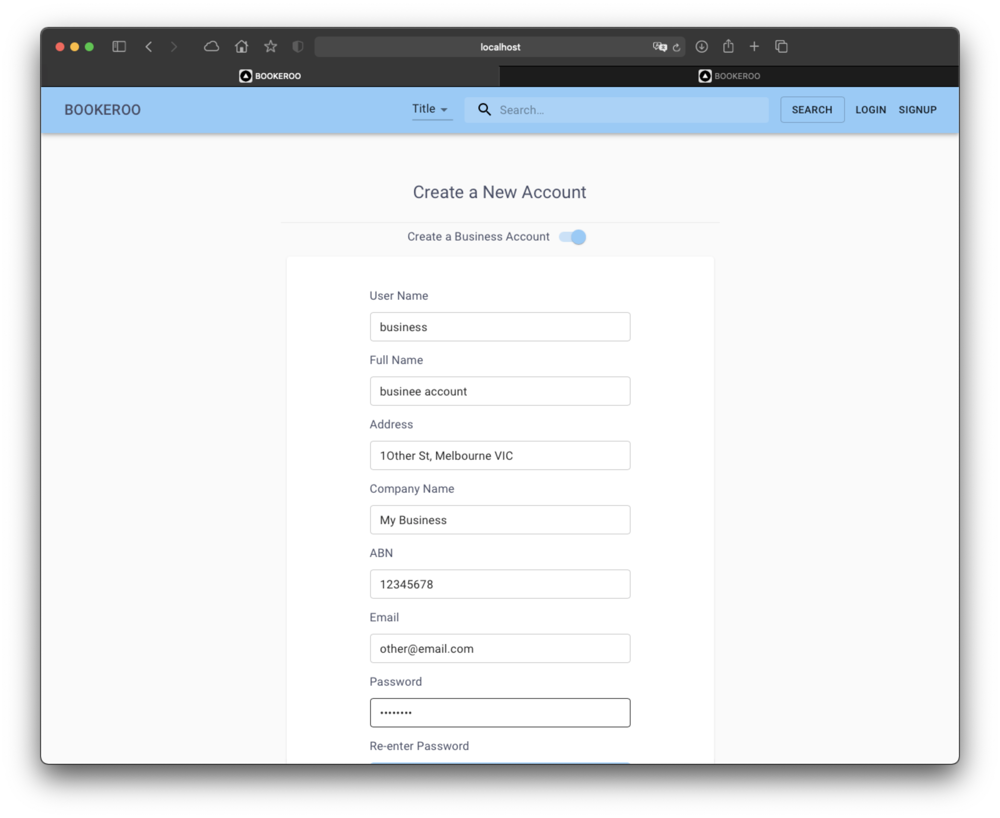 localhost
BOOKEROO
BOOKEROO
BOOKEROO Title Search... SEARCH LOGIN SIGNUP
Create a New Account
Create a Business Account
User Name
business
Full Name
businee account
Address
1Other St, Melbourne VIC
Company Name
My Business
ABN
12345678
Email
other@email.com
Password
••••••••
Re-enter Password